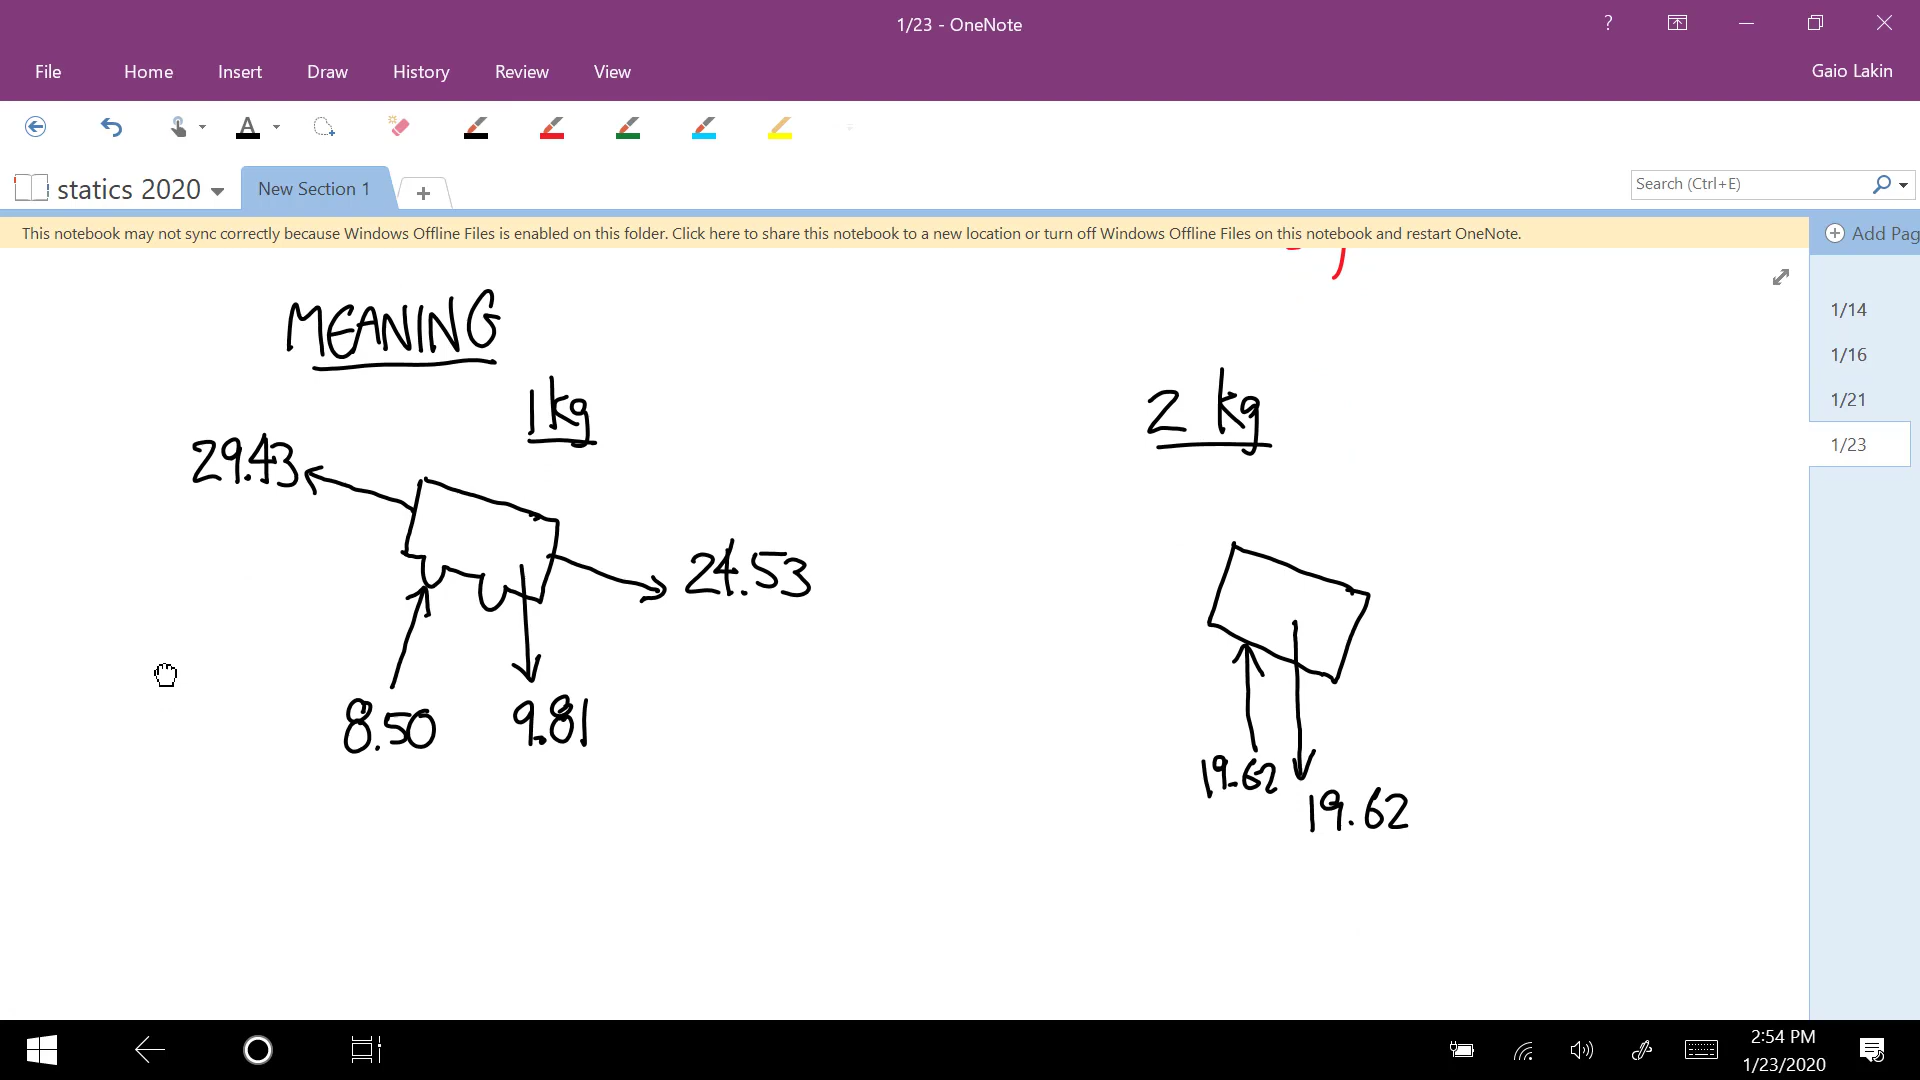 1/23 - OneNote
?
File
Home
Insert
Draw
History
Review
View
Gaio Lakin
A
statics 2020
New Section 1
+
Search (Ctrl+E)
This notebook may not sync correctly because Windows Offline Files is enabled on this folder. Click here to share this notebook to a new location or turn off Windows Offline Files on this notebook and restart OneNote.
Add Pag
1/14
1/16
1/21
1/23
MEANING
1 kg
2 kg
29.43
24.53
8.50
9.81
19.62
19.62
2:54 PM
1/23/2020